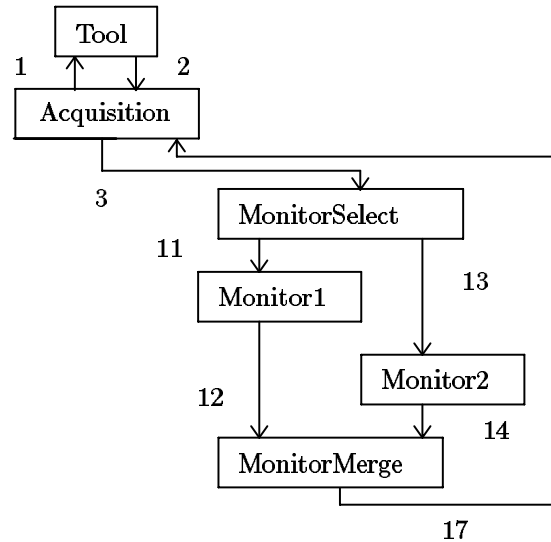 Tool
1
2
Acquisition
3
MonitorSelect
11
13
Monitor1
Monitor2
12
14
MonitorMerge
17